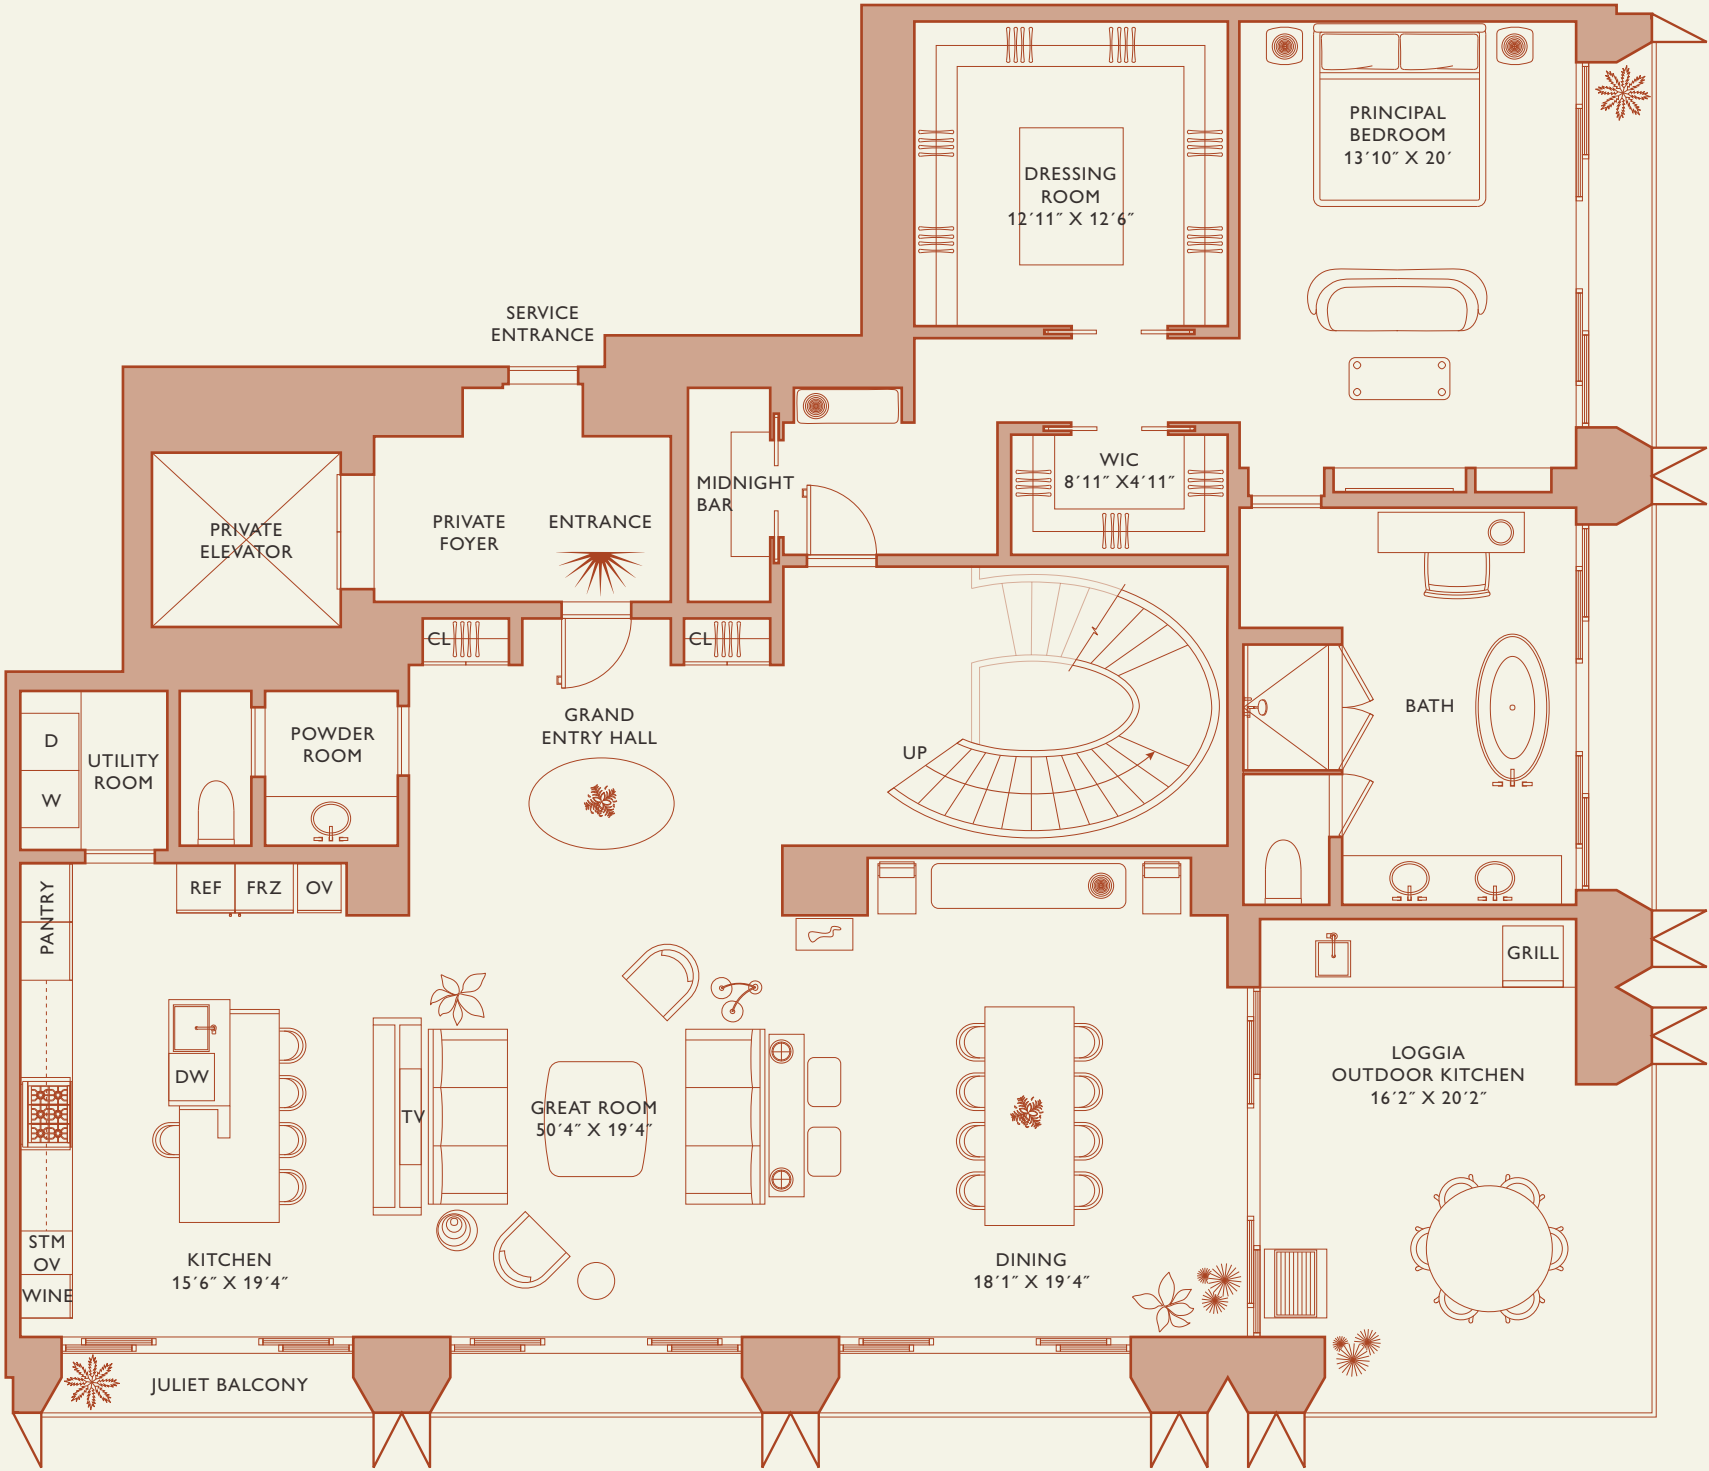 PRINCIPAL
BEDROOM
13´10˝ X 20´
DRESSING
ROOM
12´11˝ X 12´6˝
SERVICE
ENTRANCE
WIC
8´11˝ X4´11˝
MIDNIGHT
BAR
PRIVATE
ELEVATOR
PRIVATE
FOYER
ENTRANCE
CL
CL
GRAND
ENTRY HALL
UP
BATH
D
W
UTILITY
ROOM
POWDER
ROOM
PANTRY
REF
FRZ
OV
GRILL
LOGGIA
OUTDOOR KITCHEN
16´2˝ X 20´2˝
DW
TV
GREAT ROOM
50´4˝ X 19´4˝
STM
OV
WINE
KITCHEN
15´6˝ X 19´4˝
DINING
18´1˝ X 19´4˝
JULIET BALCONY